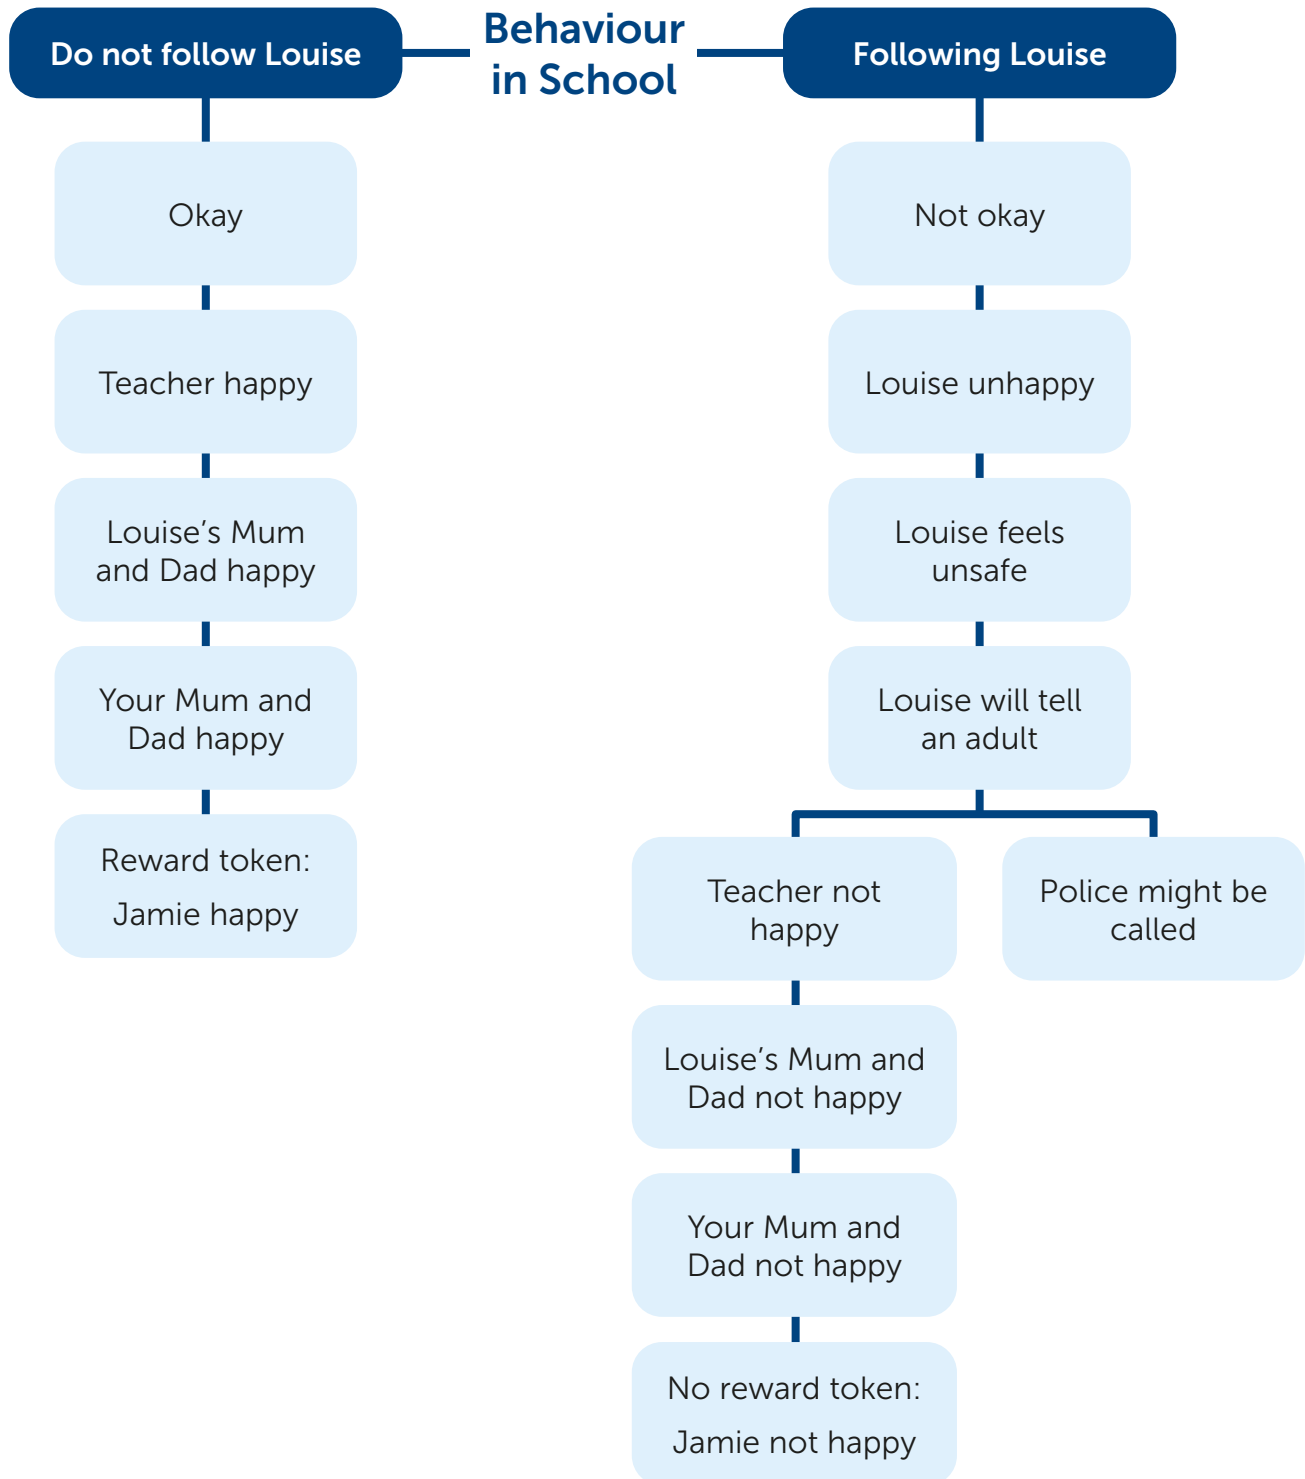 Behaviour
in School
Do not follow Louise
Okay
Teacher happy
Louise’s Mum
and Dad happy
Your Mum and
Dad happy
Reward token:
Jamie happy
Following Louise
Not okay
Louise unhappy
Louise feels
unsafe
Louise will tell
an adult
Teacher not
happy
Louise’s Mum and
Dad not happy
Your Mum and
Dad not happy
No reward token:
Jamie not happy
Police might be
called